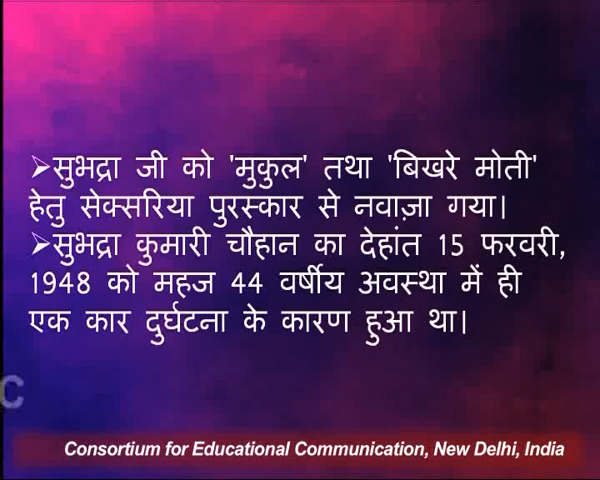 ➢सुभद्रा जी को 'मुकुल' तथा 'बिखरे मोती'
हेतु सेक्सरिया पुरस्कार से नवाज़ा गया।
➢सुभद्रा कुमारी चौहान का देहांत 15 फरवरी,
1948 को महज 44 वर्षीय अवस्था में ही
एक कार दुर्घटना के कारण हुआ था।
C
Consortium for Educational Communication, New Delhi, India